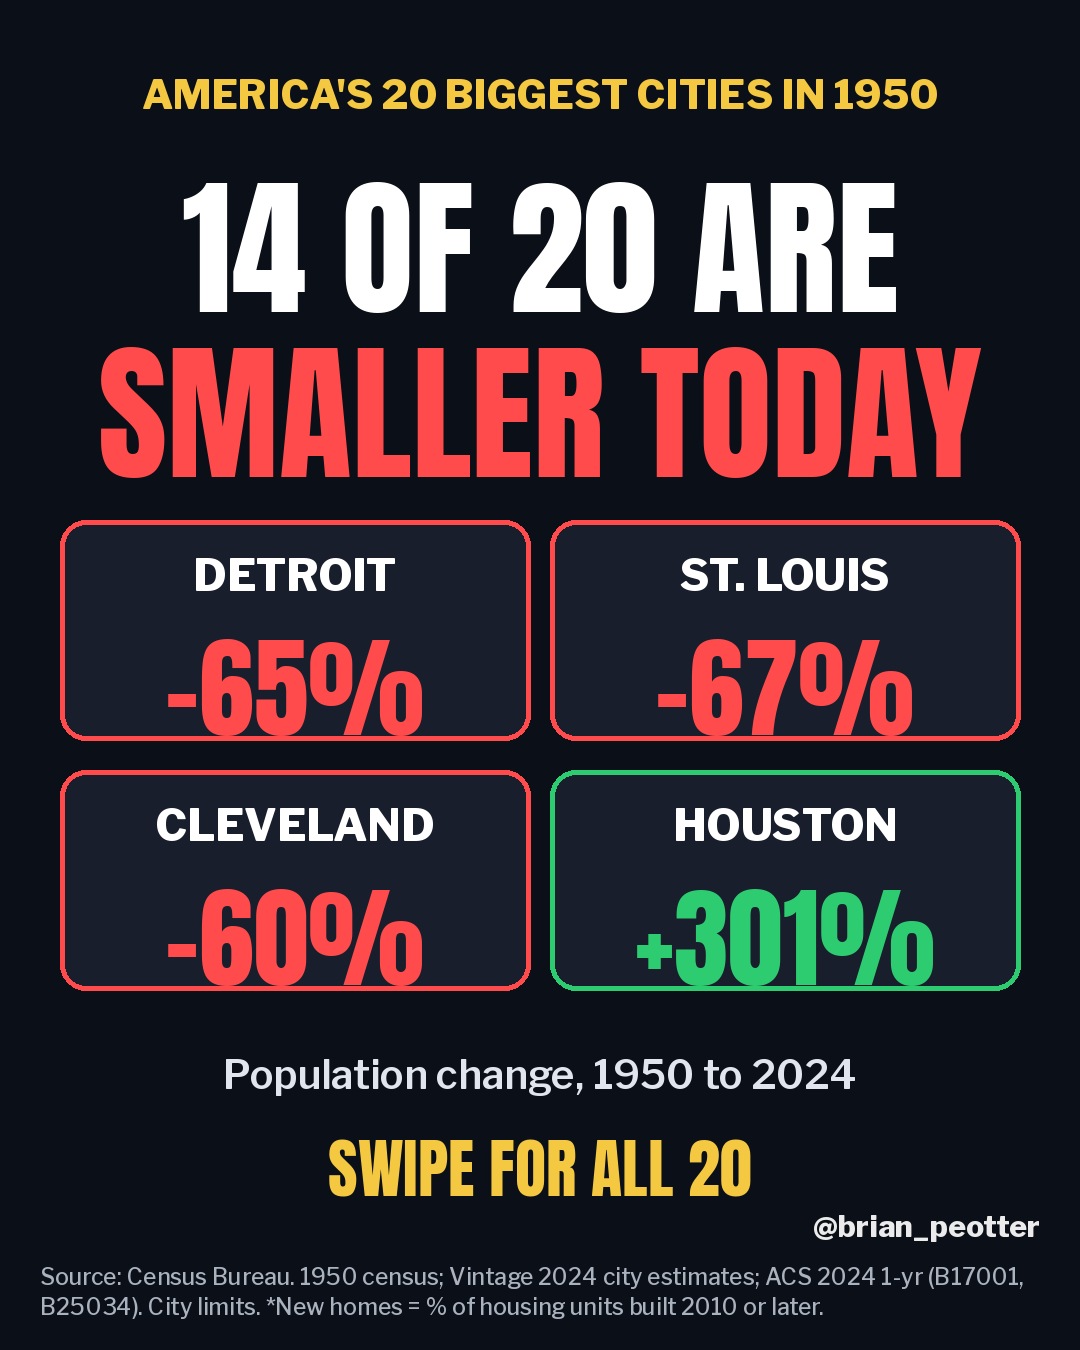 AMERICA'S 20 BIGGEST CITIES IN 1950
14 OF 20 ARE
SMALLER TODAY
DETROIT
-65%
ST. LOUIS
-67%
CLEVELAND
-60%
HOUSTON
+301%
Population change, 1950 to 2024
SWIPE FOR ALL 20
@brian_peotter
Source: Census Bureau. 1950 census; Vintage 2024 city estimates; ACS 2024 1-yr (B17001,
B25034). City limits. *New homes = % of housing units built 2010 or later.